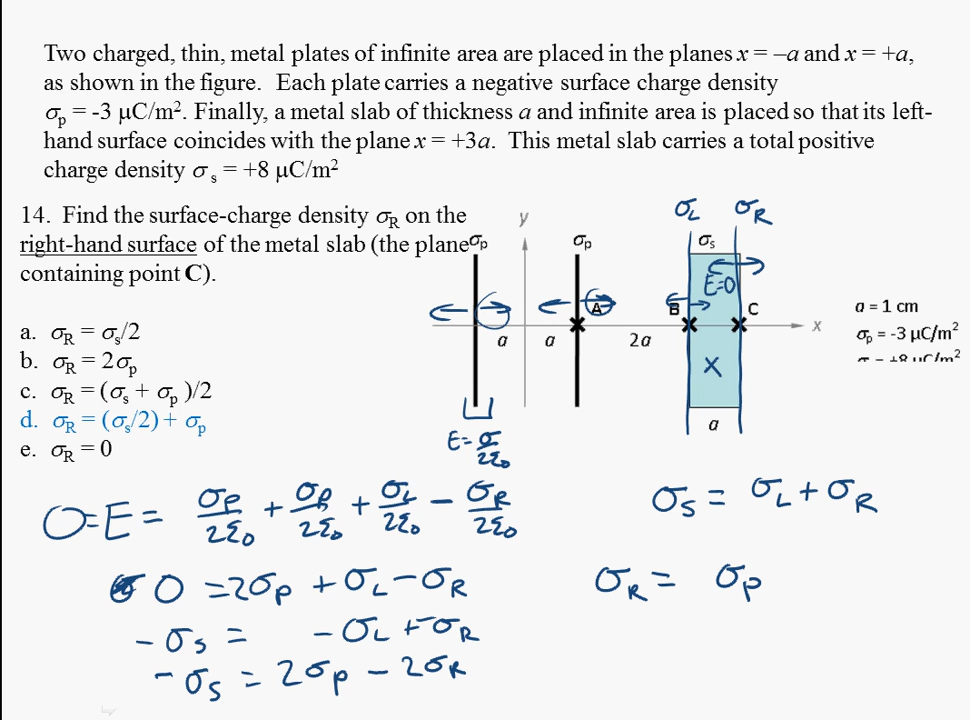 Two charged, thin, metal plates of infinite area are placed in the planes x = –a and x = +a,
as shown in the figure. Each plate carries a negative surface charge density
σp = -3 μC/m². Finally, a metal slab of thickness a and infinite area is placed so that its left-
hand surface coincides with the plane x = +3a. This metal slab carries a total positive
charge density σs = +8 μC/m²
14. Find the surface-charge density σR on the
right-hand surface of the metal slab (the plane
containing point C).
a. σR = σs/2
b. σR = 2σp
c. σR = (σs + σp )/2
d. σR = (σs/2) + σp
e. σR = 0
σL σR
y
σp σp σs
E=0
A B C
x
a a 2a
X
a
a = 1 cm
σp = -3 μC/m²
σ = +8 μC/m²
E = σ/2ε0
0=E= σp/2ε0 + σp/2ε0 + σL/2ε0 – σR/2ε0
σs = σL + σR
0 = 2σp + σL – σR
σR = σp
-σs = -σL + σR
-σs = 2σp – 2σR